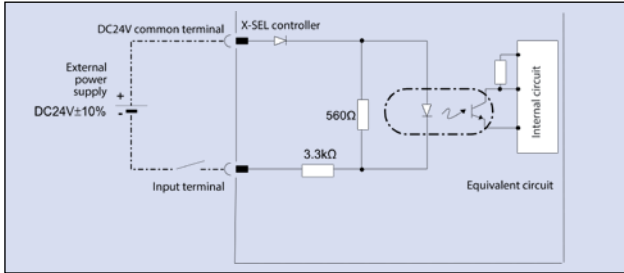 DC24V common terminal
X-SEL controller
External
power
supply
+
DC24V±10%
-
560Ω
3.3kΩ
Internal circuit
Input terminal
Equivalent circuit